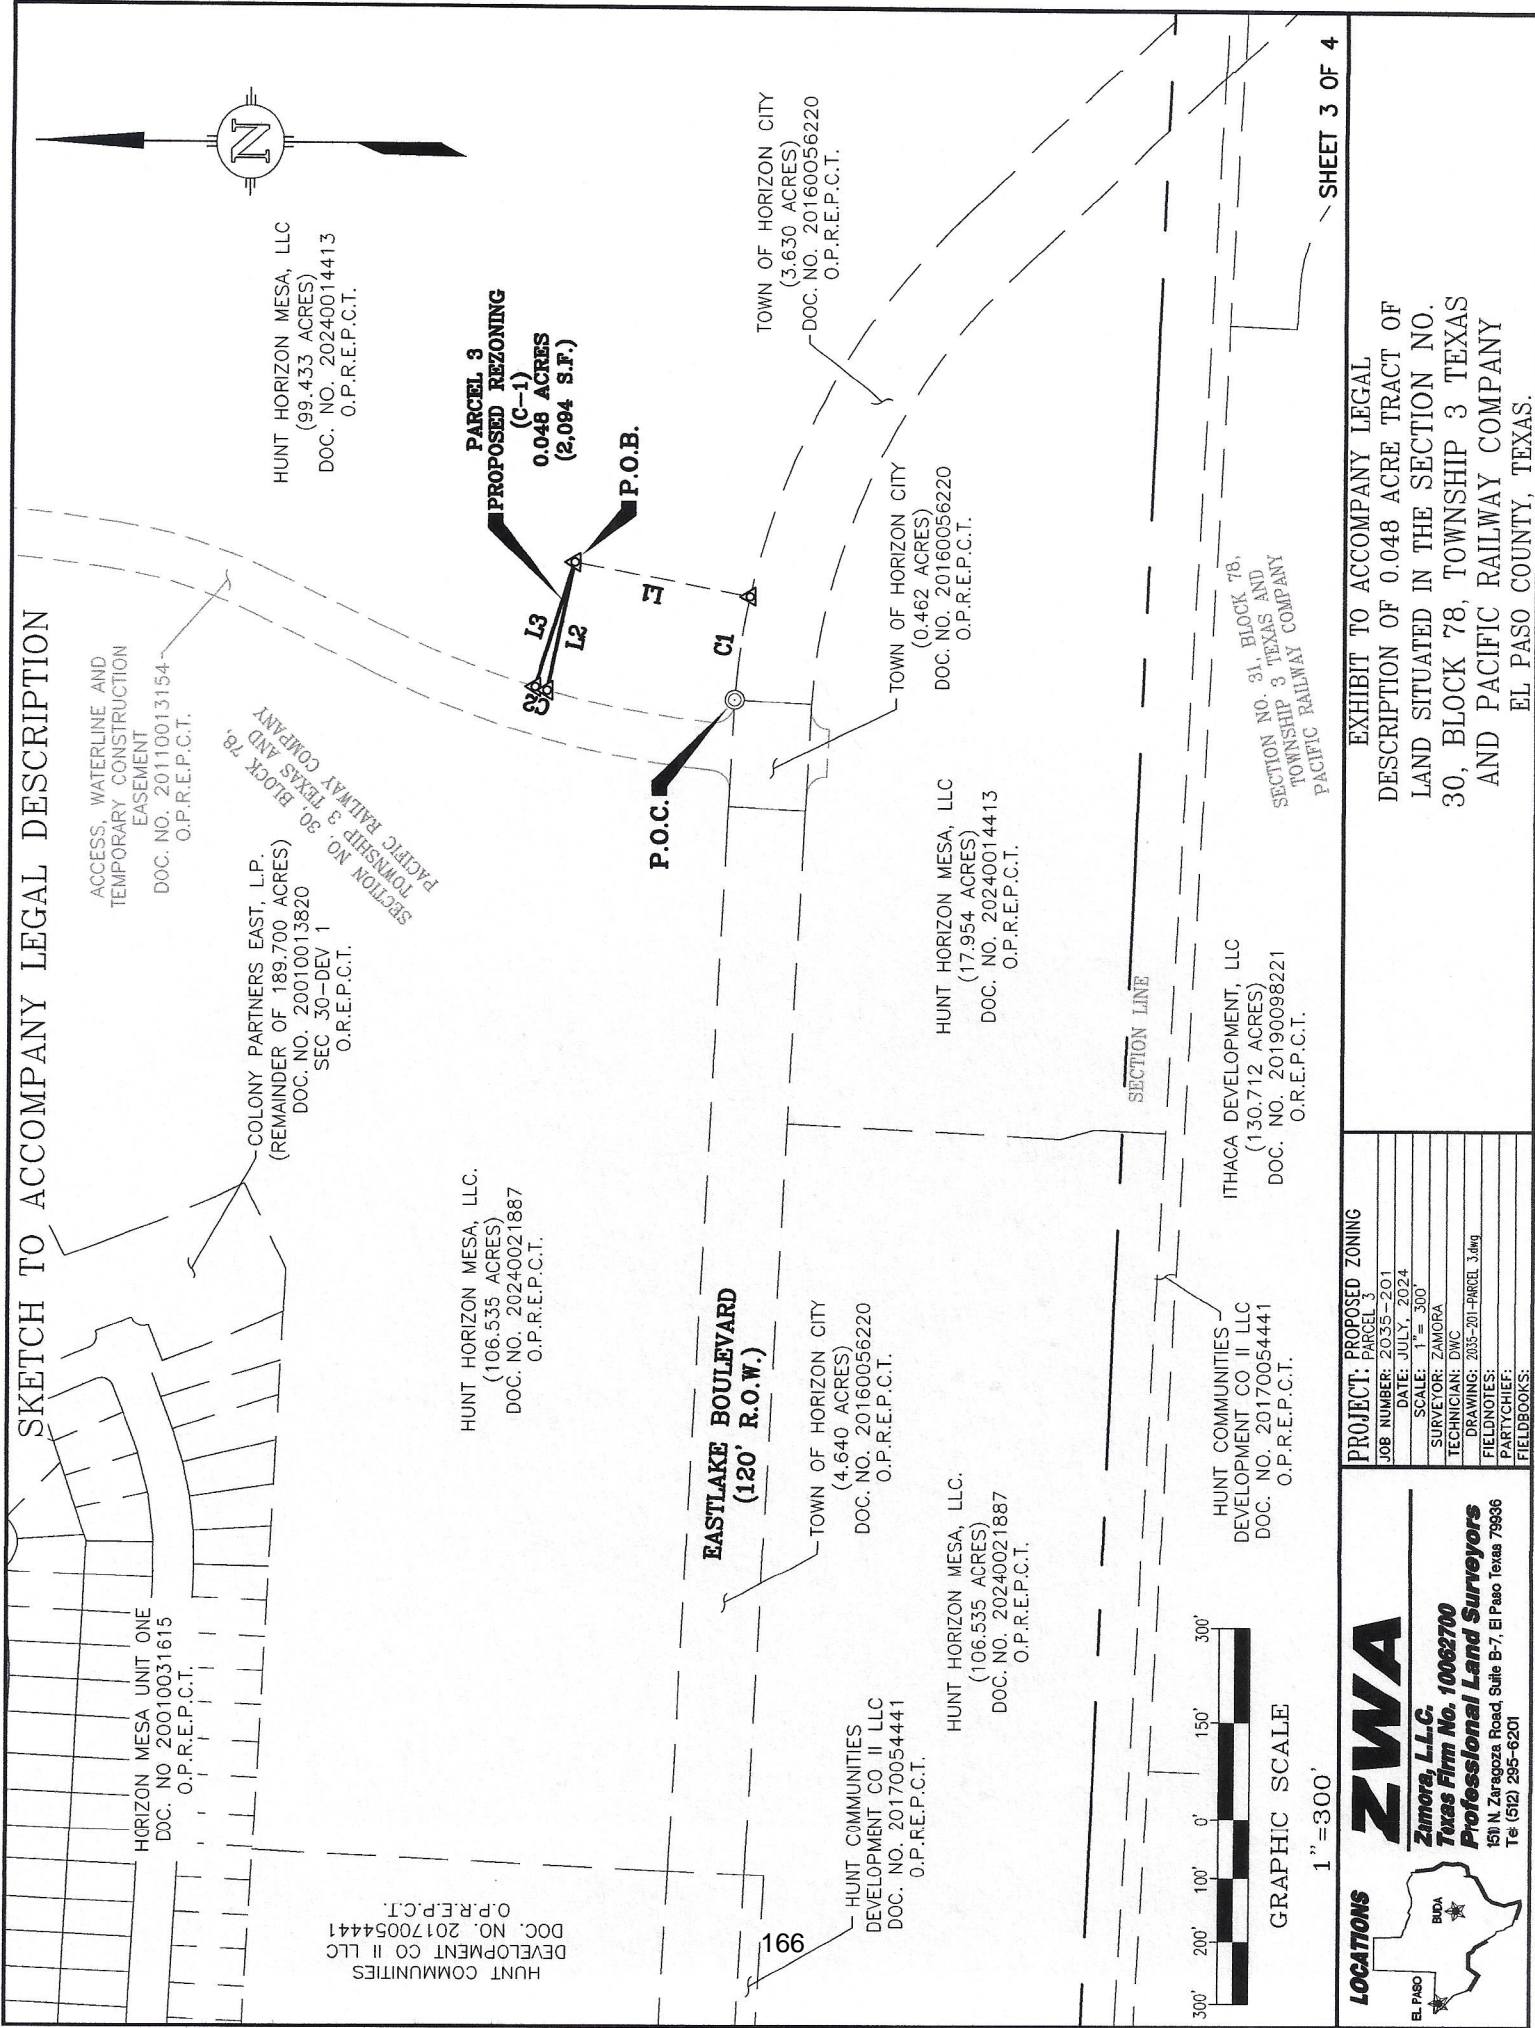 SKETCH TO ACCOMPANY LEGAL DESCRIPTION
HORIZON MESA UNIT ONE
DOC. NO 20010031615
O.P.R.E.P.C.T.
COLONY PARTNERS EAST, L.P.
(REMAINDER OF 189.700 ACRES)
DOC. NO. 20010013820
SEC 30-DEV 1
O.R.E.P.C.T.
ACCESS, WATERLINE AND
TEMPORARY CONSTRUCTION
EASEMENT
DOC. NO. 20110013154
O.P.R.E.P.C.T.
SECTION NO. 30, BLOCK 78,
TOWNSHIP 3 TEXAS AND
PACIFIC RAILWAY COMPANY
N
HUNT HORIZON MESA, LLC
(99.433 ACRES)
DOC. NO. 20240014413
O.P.R.E.P.C.T.
HUNT COMMUNITIES
DEVELOPMENT CO II LLC
DOC. NO. 20170054441
O.P.R.E.P.C.T.
HUNT HORIZON MESA, LLC.
(106.535 ACRES)
DOC. NO. 20240021887
O.P.R.E.P.C.T.
PARCEL 3
PROPOSED REZONING
(C-1)
0.048 ACRES
(2,094 S.F.)
P.O.B.
L3
L2
C3
L1
C1
P.O.C.
EASTLAKE BOULEVARD
(120' R.O.W.)
TOWN OF HORIZON CITY
(3.630 ACRES)
DOC. NO. 20160056220
O.P.R.E.P.C.T.
TOWN OF HORIZON CITY
(4.640 ACRES)
DOC. NO. 20160056220
O.P.R.E.P.C.T.
TOWN OF HORIZON CITY
(0.462 ACRES)
DOC. NO. 20160056220
O.P.R.E.P.C.T.
HUNT COMMUNITIES
DEVELOPMENT CO II LLC
DOC. NO. 20170054441
O.P.R.E.P.C.T.
166
HUNT HORIZON MESA, LLC.
(106.535 ACRES)
DOC. NO. 20240021887
O.P.R.E.P.C.T.
HUNT HORIZON MESA, LLC
(17.954 ACRES)
DOC. NO. 20240014413
O.P.R.E.P.C.T.
SECTION LINE
SECTION NO. 31, BLOCK 78,
TOWNSHIP 3 TEXAS AND
PACIFIC RAILWAY COMPANY
HUNT COMMUNITIES
DEVELOPMENT CO II LLC
DOC. NO. 20170054441
O.P.R.E.P.C.T.
ITHACA DEVELOPMENT, LLC
(130.712 ACRES)
DOC. NO. 20190098221
O.R.E.P.C.T.
300' 200' 100' 0' 150' 300'
GRAPHIC SCALE
1"=300'
SHEET 3 OF 4
LOCATIONS
EL PASO
BUDA
ZWA
Zamora, L.L.C.
Texas Firm No. 10062700
Professional Land Surveyors
1511 N. Zaragoza Road, Suite B-7, El Paso Texas 79936
Tel: (512) 295-6201
PROJECT: PROPOSED ZONING
PARCEL 3
JOB NUMBER: 2035-201
DATE: JULY, 2024
SCALE: 1"= 300'
SURVEYOR: ZAMORA
TECHNICIAN: DWC
DRAWING: 2035-201-PARCEL 3.dwg
FIELDNOTES:
PARTYCHIEF:
FIELDBOOKS:
EXHIBIT TO ACCOMPANY LEGAL
DESCRIPTION OF 0.048 ACRE TRACT OF
LAND SITUATED IN THE SECTION NO.
30, BLOCK 78, TOWNSHIP 3 TEXAS
AND PACIFIC RAILWAY COMPANY
EL PASO COUNTY, TEXAS.